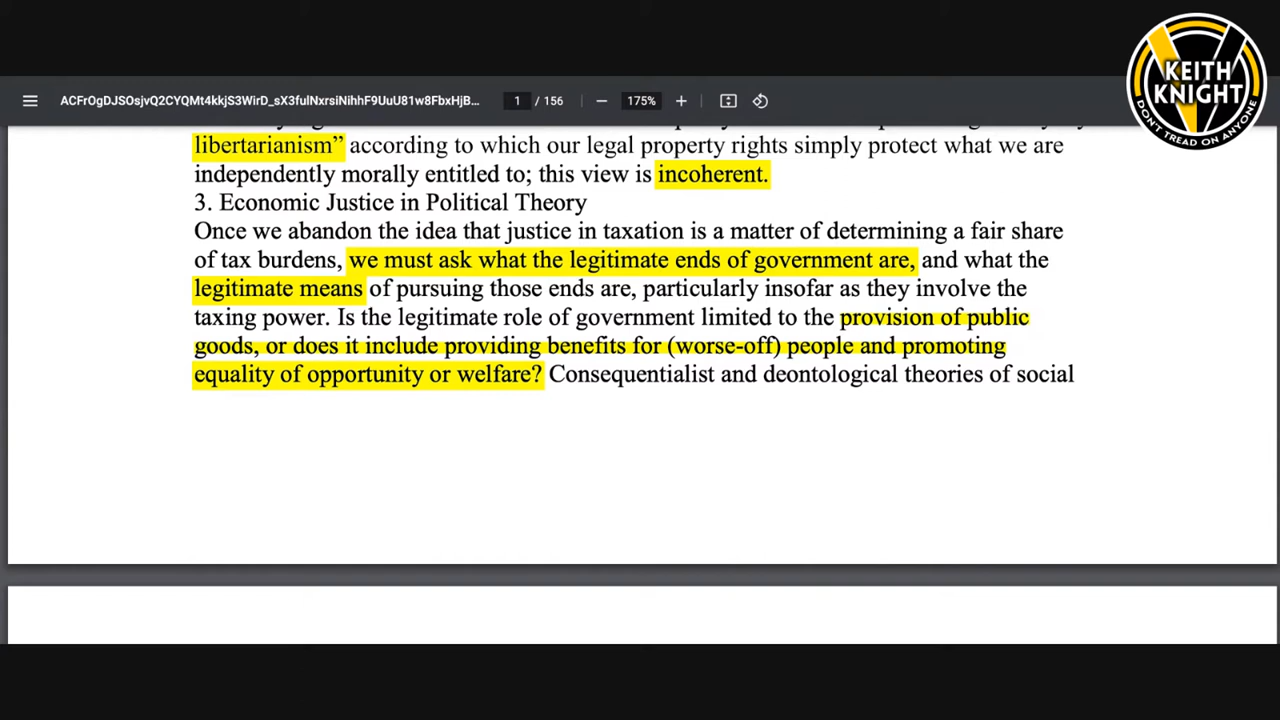 KEITH
KNIGHT
DON'T TREAD ON ANYONE
1 / 156
175%
libertarianism” according to which our legal property rights simply protect what we are
independently morally entitled to; this view is incoherent.
3. Economic Justice in Political Theory
Once we abandon the idea that justice in taxation is a matter of determining a fair share
of tax burdens, we must ask what the legitimate ends of government are, and what the
legitimate means of pursuing those ends are, particularly insofar as they involve the
taxing power. Is the legitimate role of government limited to the provision of public
goods, or does it include providing benefits for (worse-off) people and promoting
equality of opportunity or welfare? Consequentialist and deontological theories of social